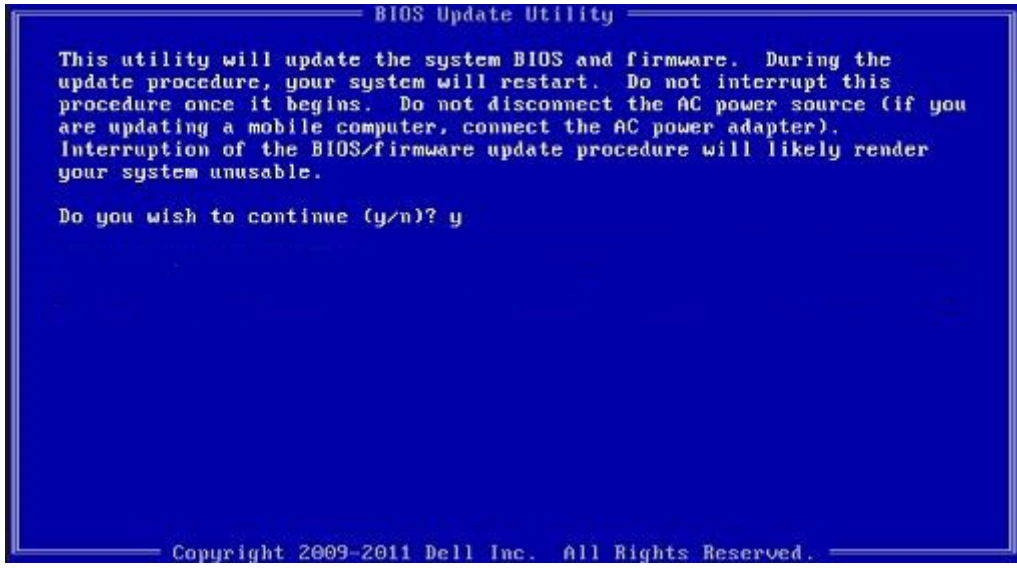 BIOS Update Utility
This utility will update the system BIOS and firmware. During the
update procedure, your system will restart. Do not interrupt this
procedure once it begins. Do not disconnect the AC power source (if you
are updating a mobile computer, connect the AC power adapter).
Interruption of the BIOS/firmware update procedure will likely render
your system unusable.
Do you wish to continue (y/n)? y
Copyright 2009-2011 Dell Inc. All Rights Reserved.